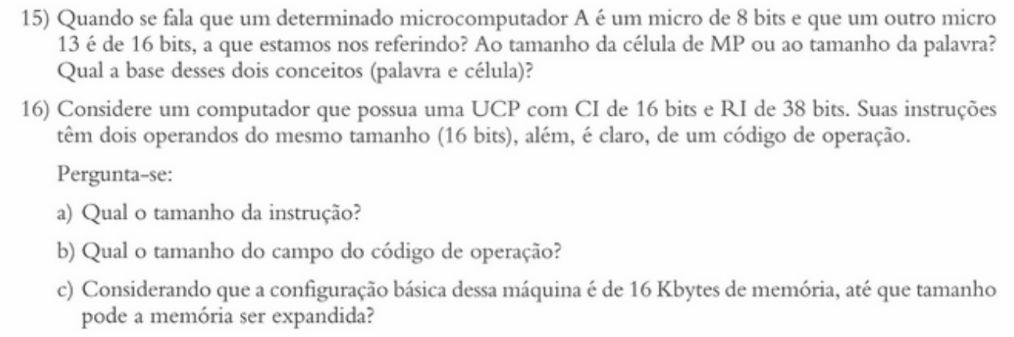 15) Quando se fala que um determinado microcomputador A é um micro de 8 bits e que um outro micro
13 é de 16 bits, a que estamos nos referindo? Ao tamanho da célula de MP ou ao tamanho da palavra?
Qual a base desses dois conceitos (palavra e célula)?
16) Considere um computador que possua uma UCP com CI de 16 bits e RI de 38 bits. Suas instruções
têm dois operandos do mesmo tamanho (16 bits), além, é claro, de um código de operação.
Pergunta-se:
a) Qual o tamanho da instrução?
b) Qual o tamanho do campo do código de operação?
c) Considerando que a configuração básica dessa máquina é de 16 Kbytes de memória, até que tamanho
pode a memória ser expandida?